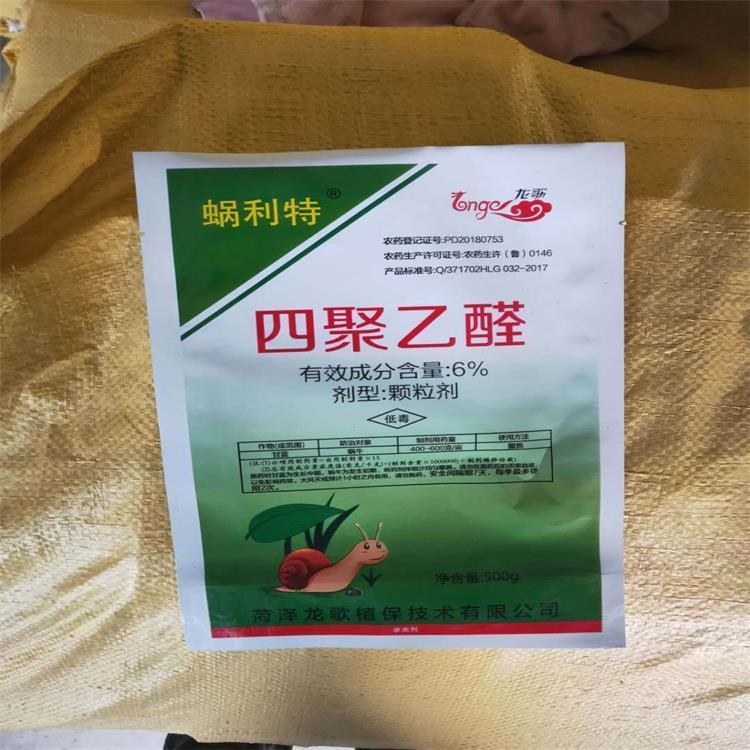 蜗利特®
龙歌
农药登记证号:PD20180753
农药生产许可证号:农药生许（鲁）0146
产品标准号:Q/371702HLG 032-2017
四聚乙醛
有效成分含量:6%
剂型:颗粒剂
低毒
作物(或范围) 防治对象 制剂用药量 使用方法
甘蓝 蜗牛 400-600克/亩 撒施
用2次。
净含量:500g
菏泽龙歌植保技术有限公司
杀虫剂